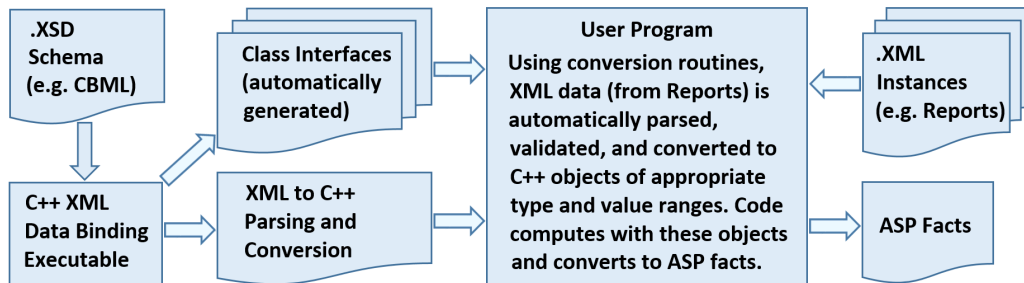 .XSD
Schema
(e.g. CBML)
C++ XML
Data Binding
Executable
Class Interfaces
(automatically
generated)
XML to C++
Parsing and
Conversion
User Program
Using conversion routines,
XML data (from Reports) is
automatically parsed,
validated, and converted to
C++ objects of appropriate
type and value ranges. Code
computes with these objects
and converts to ASP facts.
.XML
Instances
(e.g. Reports)
ASP Facts